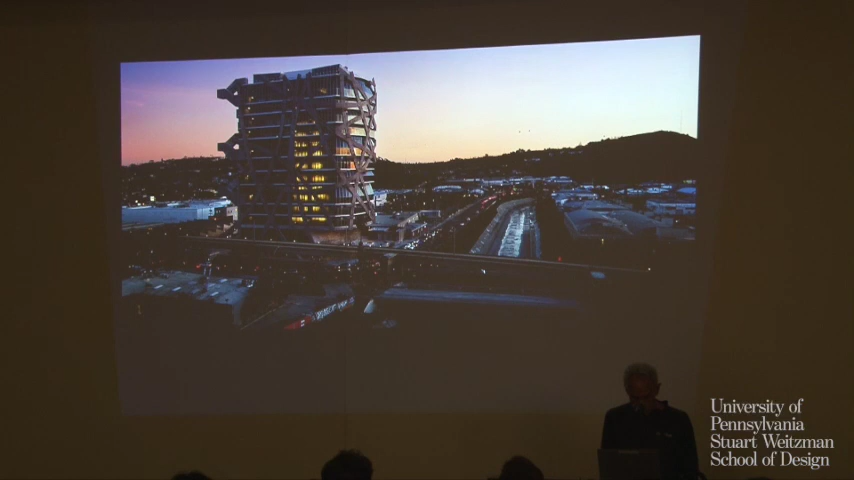 University of
Pennsylvania
Stuart Weitzman
School of Design